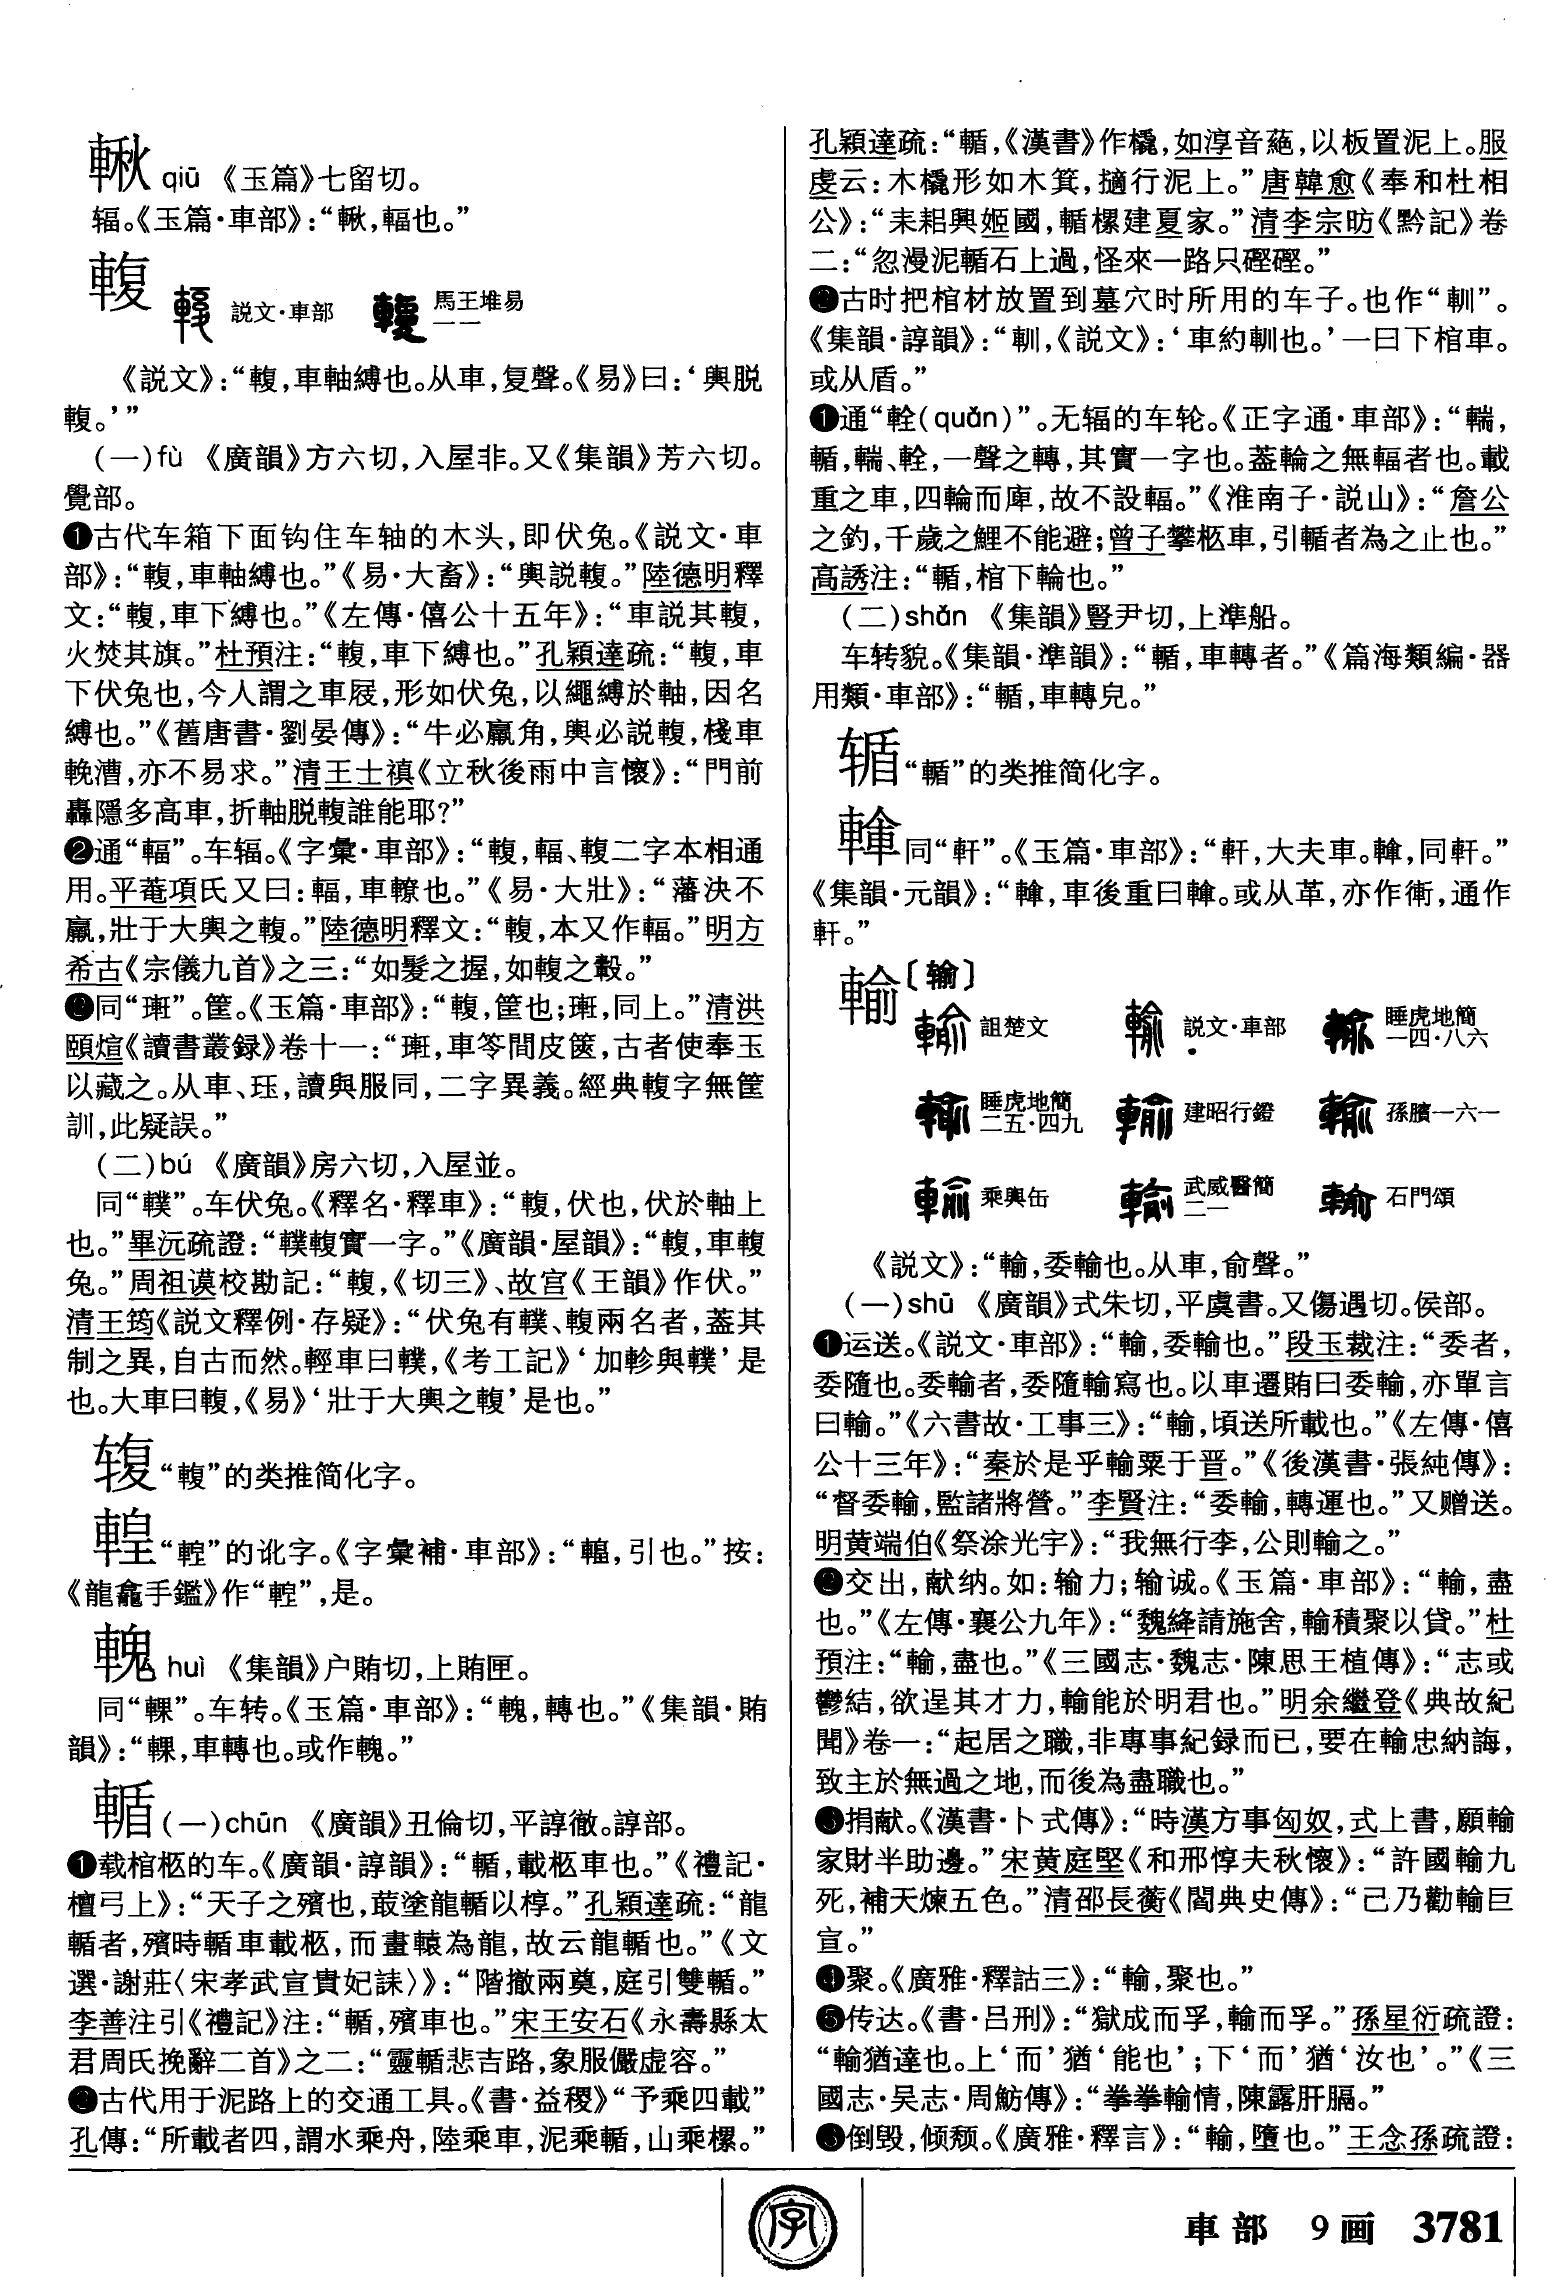 鞦 qiū 《玉篇》七留切。
辐。《玉篇·車部》：“，輻也。”
輹 説文·車部 馬王堆易一一
《説文》：“輹，車軸縛也。从車，复聲。《易》曰：‘輿脱
輹。’”
（一）fù 《廣韻》方六切，入屋非。又《集韻》芳六切。
覺部。
❶古代车箱下面钩住车轴的木头，即伏兔。《説文·車
部》：“輹，車軸縛也。”《易·大畜》：“輿説輹。”陸德明釋
文：“輹，車下縛也。”《左傳·僖公十五年》：“車説其輹，
火焚其旗。”杜預注：“輹，車下縛也。”孔穎達疏：“輹，車
下伏兔也，今人謂之車屐，形如伏兔，以繩縛於軸，因名
縛也。”《舊唐書·劉晏傳》：“牛必羸角，輿必説輹，棧車
輓漕，亦不易求。”清王士禛《立秋後雨中言懷》：“門前
轟隱多高車，折軸脱輹誰能耶？”
❷通“輻”。车辐。《字彙·車部》：“輹，輻、輹二字本相通
用。平菴項氏又曰：輻，車轑也。”《易·大壯》：“藩決不
羸，壯于大輿之輹。”陸德明釋文：“輹，本又作輻。”明方
希古《宗儀九首》之三：“如髮之握，如輹之轂。”
❸同“𨌥”。筐。《玉篇·車部》：“輹，筐也；，同上。”清洪
頤煊《讀書叢録》卷十一：“，車笭間皮篋，古者使奉玉
以藏之。从車、玨，讀與服同，二字異義。經典輹字無筐
訓，此疑誤。”
（二）bú 《廣韻》房六切，入屋並。
同“轐”。车伏兔。《釋名·釋車》：“輹，伏也，伏於軸上
也。”畢沅疏證：“轐輹實一字。”《廣韻·屋韻》：“輹，車輹
兔。”周祖谟校勘記：“輹，《切三》、故宫《王韻》作伏。”
清王筠《説文釋例·存疑》：“伏兔有轐、輹兩名者，蓋其
制之異，自古而然。輕車曰轐，《考工記》‘加軫與轐’是
也。大車曰輹，《易》‘壯于大輿之輹’是也。”
“輹”的类推简化字。
“”的讹字。《字彙補·車部》：“，引也。”按：
《龍龕手鑑》作“”，是。
huì 《集韻》户賄切，上賄匣。
同“輠”。车转。《玉篇·車部》：“，轉也。”《集韻·賄
韻》：“輠，車轉也。或作。”
輴（一）chūn 《廣韻》丑倫切，平諄徹。諄部。
❶载棺柩的车。《廣韻·諄韻》：“輴，載柩車也。”《禮記·
檀弓上》：“天子之殯也，菆塗龍輴以椁。”孔穎達疏：“龍
輴者，殯時輴車載柩，而畫轅為龍，故云龍輴也。”《文
選·謝莊〈宋孝武宣貴妃誄〉》：“階撤兩奠，庭引雙輴。”
李善注引《禮記》注：“輴，殯車也。”宋王安石《永壽縣太
君周氏挽辭二首》之二：“靈輴悲吉路，象服儼虚容。”
❷古代用于泥路上的交通工具。《書·益稷》“予乘四載”
孔傳：“所載者四，謂水乘舟，陸乘車，泥乘輴，山乘樏。”
孔穎達疏：“輴，《漢書》作橇，如淳音蕝，以板置泥上。服
虔云：木橇形如木箕，擿行泥上。”唐韓愈《奉和杜相
公》：“耒耜興姬國，輴樏建夏家。”清李宗昉《黔記》卷
二：“忽漫泥輴石上過，怪來一路只硜硜。”
❸古时把棺材放置到墓穴时所用的车子。也作“𨋢”。
《集韻·諄韻》：“，《説文》：‘車約也。’一曰下棺車。
或从盾。”
❶通“輇（quǎn）”。无辐的车轮。《正字通·車部》：“輲，
輴，輲、輇，一聲之轉，其實一字也。蓋輪之無輻者也。載
重之車，四輪而庳，故不設輻。”《淮南子·説山》：“詹公
之釣，千歲之鯉不能避；曾子攀柩車，引輴者為之止也。”
高誘注：“輴，棺下輪也。”
（二）shǎn 《集韻》豎尹切，上準船。
车转貌。《集韻·準韻》：“輴，車轉者。”《篇海類編·器
用類·車部》：“輴，車轉皃。”
“輴”的类推简化字。
同“軒”。《玉篇·車部》：“軒，大夫車。，同軒。”
《集韻·元韻》：“，車後重曰。或从革，亦作衎，通作
軒。”
輸〔输〕
詛楚文 説文·車部 睡虎地簡一四·八六
睡虎地簡二五·四九 建昭行鐙 孫臏一六一
乘輿缶 武威醫簡二一 石門頌
《説文》：“輸，委輸也。从車，俞聲。”
（一）shū 《廣韻》式朱切，平虞書。又傷遇切。侯部。
❶运送。《説文·車部》：“輸，委輸也。”段玉裁注：“委者，
委隨也。委輸者，委隨輸寫也。以車遷賄曰委輸，亦單言
曰輸。”《六書故·工事三》：“輸，頃送所載也。”《左傳·僖
公十三年》：“秦於是乎輸粟于晋。”《後漢書·張純傳》：
“督委輸，監諸將營。”李賢注：“委輸，轉運也。”又赠送。
明黄端伯《祭涂光宇》：“我無行李，公則輸之。”
❷交出，献纳。如：输力；输诚。《玉篇·車部》：“輸，盡
也。”《左傳·襄公九年》：“魏絳請施舍，輸積聚以貸。”杜
預注：“輸，盡也。”《三國志·魏志·陳思王植傳》：“志或
鬱結，欲逞其才力，輸能於明君也。”明余繼登《典故紀
聞》卷一：“起居之職，非專事紀録而已，要在輸忠納誨，
致主於無過之地，而後為盡職也。”
❸捐献。《漢書·卜式傳》：“時漢方事匈奴，式上書，願輸
家財半助邊。”宋黄庭堅《和邢惇夫秋懷》：“許國輸九
死，補天煉五色。”清邵長蘅《閻典史傳》：“己乃勸輸巨
室。”
❹聚。《廣雅·釋詁三》：“輸，聚也。”
❺传达。《書·吕刑》：“獄成而孚，輸而孚。”孫星衍疏證：
“輸猶達也。上‘而’猶‘能也’；下‘而’猶‘汝也’。”《三
國志·吴志·周魴傳》：“拳拳輸情，陳露肝膈。”
❻倒毁，倾颓。《廣雅·釋言》：“輸，墮也。”王念孫疏證：
字
車部 9画 3781